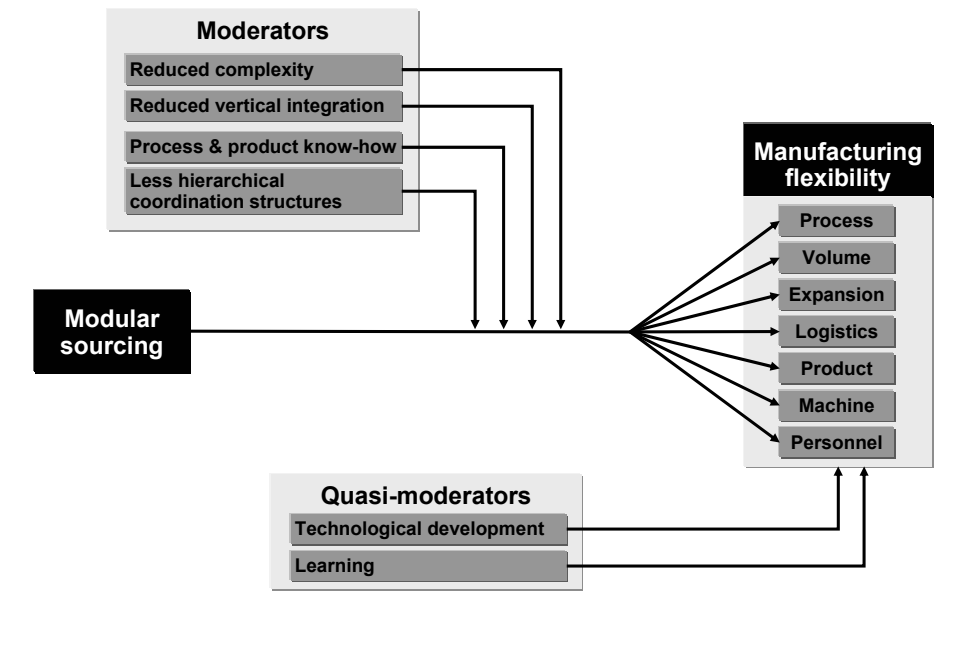 Moderators
Reduced complexity
Reduced vertical integration
Process & product know-how
Less hierarchical
coordination structures
Manufacturing
flexibility
Process
Volume
Expansion
Logistics
Product
Machine
Personnel
Modular
sourcing
Quasi-moderators
Technological development
Learning